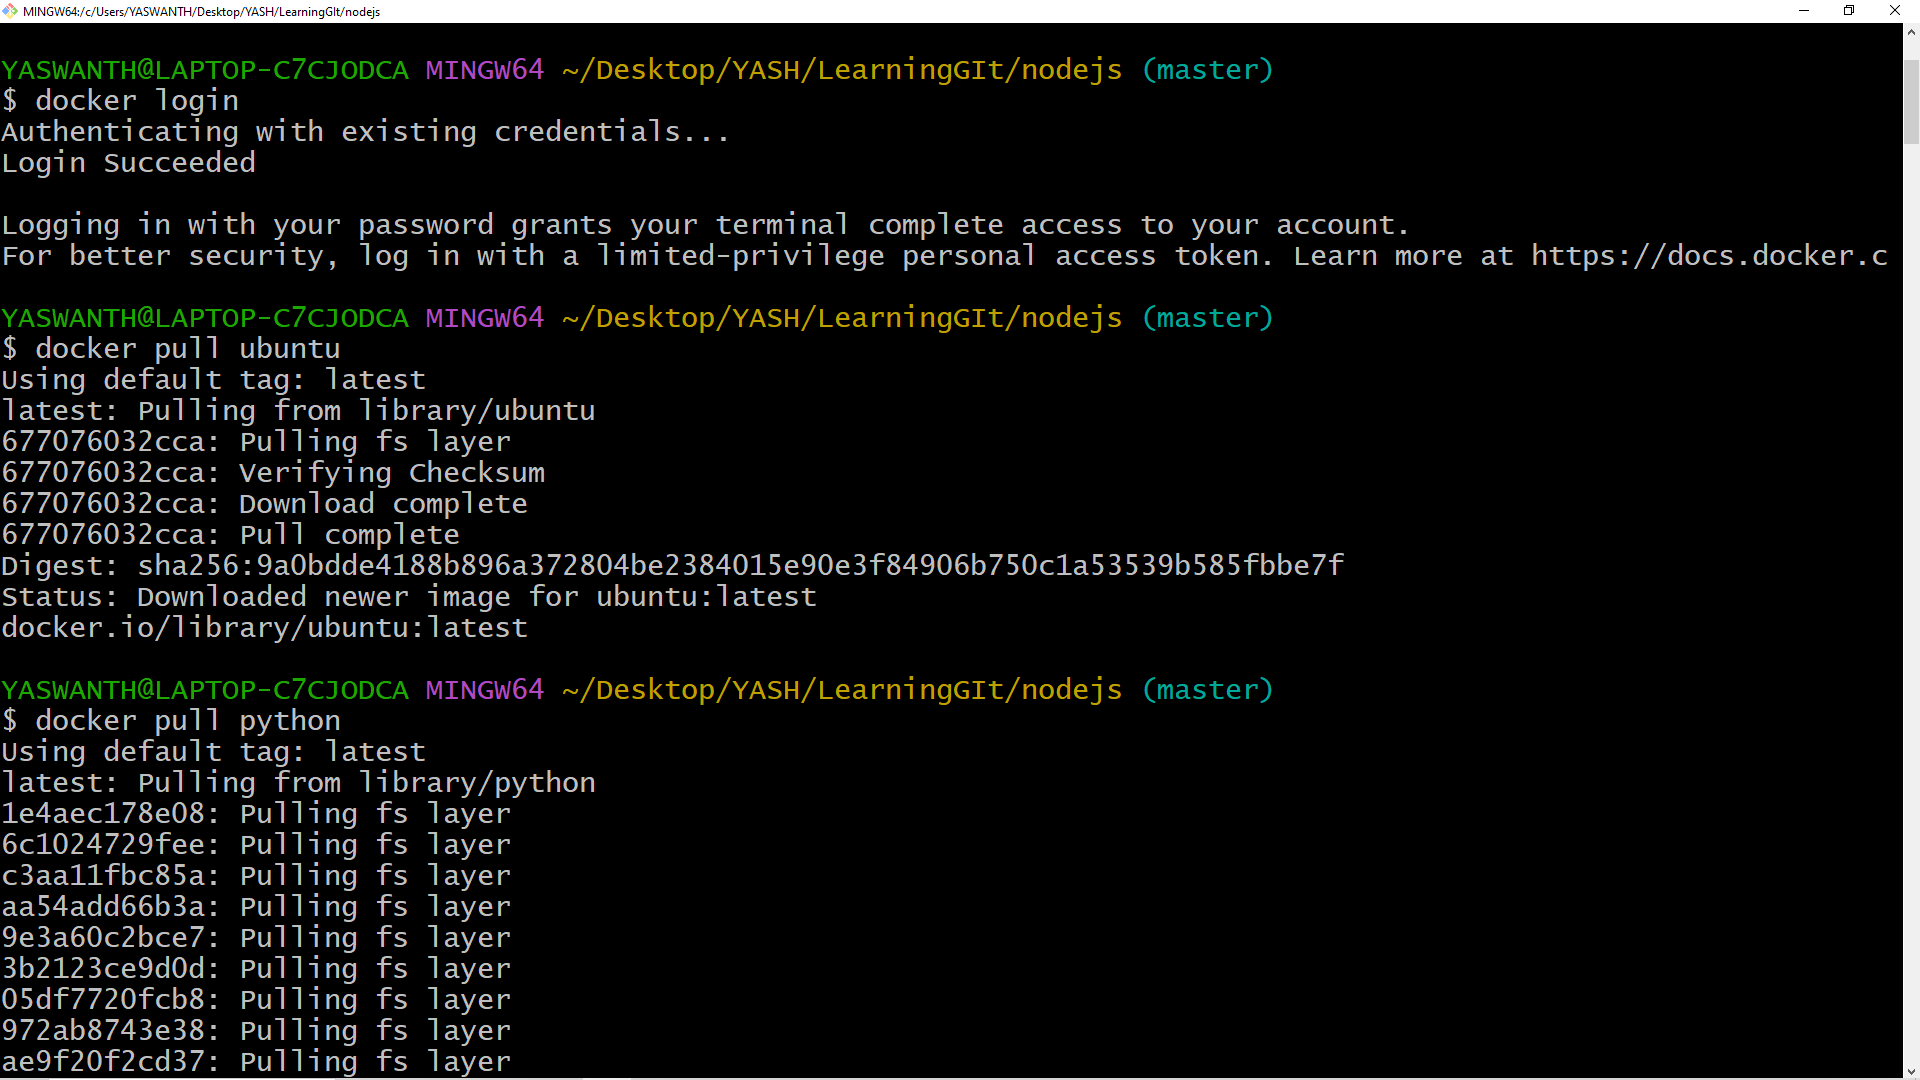 MINGW64:/c/Users/YASWANTH/Desktop/YASH/LearningGIt/nodejs
YASWANTH@LAPTOP-C7CJODCA MINGW64 ~/Desktop/YASH/LearningGIt/nodejs (master)
$ docker login
Authenticating with existing credentials...
Login Succeeded
Logging in with your password grants your terminal complete access to your account.
For better security, log in with a limited-privilege personal access token. Learn more at https://docs.docker.c
YASWANTH@LAPTOP-C7CJODCA MINGW64 ~/Desktop/YASH/LearningGIt/nodejs (master)
$ docker pull ubuntu
Using default tag: latest
latest: Pulling from library/ubuntu
677076032cca: Pulling fs layer
677076032cca: Verifying Checksum
677076032cca: Download complete
677076032cca: Pull complete
Digest: sha256:9a0bdde4188b896a372804be2384015e90e3f84906b750c1a53539b585fbbe7f
Status: Downloaded newer image for ubuntu:latest
docker.io/library/ubuntu:latest
YASWANTH@LAPTOP-C7CJODCA MINGW64 ~/Desktop/YASH/LearningGIt/nodejs (master)
$ docker pull python
Using default tag: latest
latest: Pulling from library/python
1e4aec178e08: Pulling fs layer
6c1024729fee: Pulling fs layer
c3aa11fbc85a: Pulling fs layer
aa54add66b3a: Pulling fs layer
9e3a60c2bce7: Pulling fs layer
3b2123ce9d0d: Pulling fs layer
05df7720fcb8: Pulling fs layer
972ab8743e38: Pulling fs layer
ae9f20f2cd37: Pulling fs layer